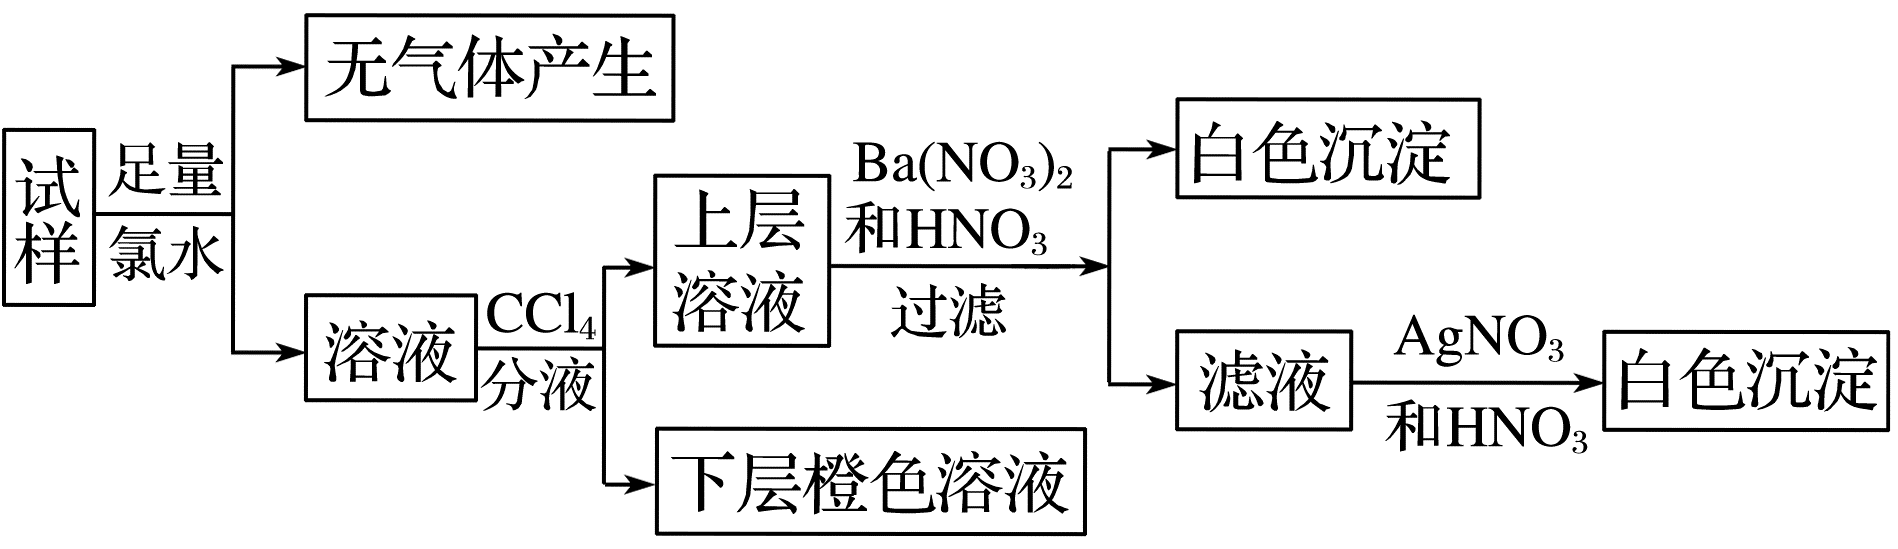 试样
足量
氯水
无气体产生
溶液
CCl₄
分液
上层
溶液
下层橙色溶液
Ba(NO₃)₂
和HNO₃
过滤
白色沉淀
滤液
AgNO₃
和HNO₃
白色沉淀